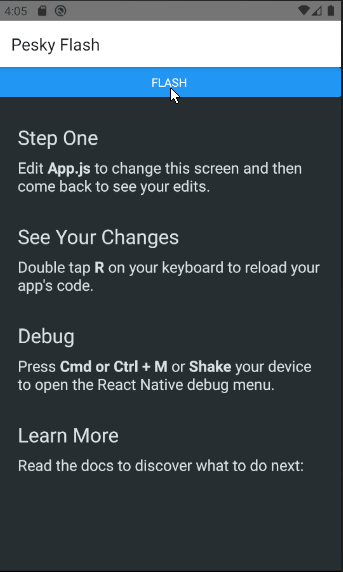 4:05
Pesky Flash
FLASH
Step One
Edit App.js to change this screen and then
come back to see your edits.
See Your Changes
Double tap R on your keyboard to reload your
app's code.
Debug
Press Cmd or Ctrl + M or Shake your device
to open the React Native debug menu.
Learn More
Read the docs to discover what to do next: